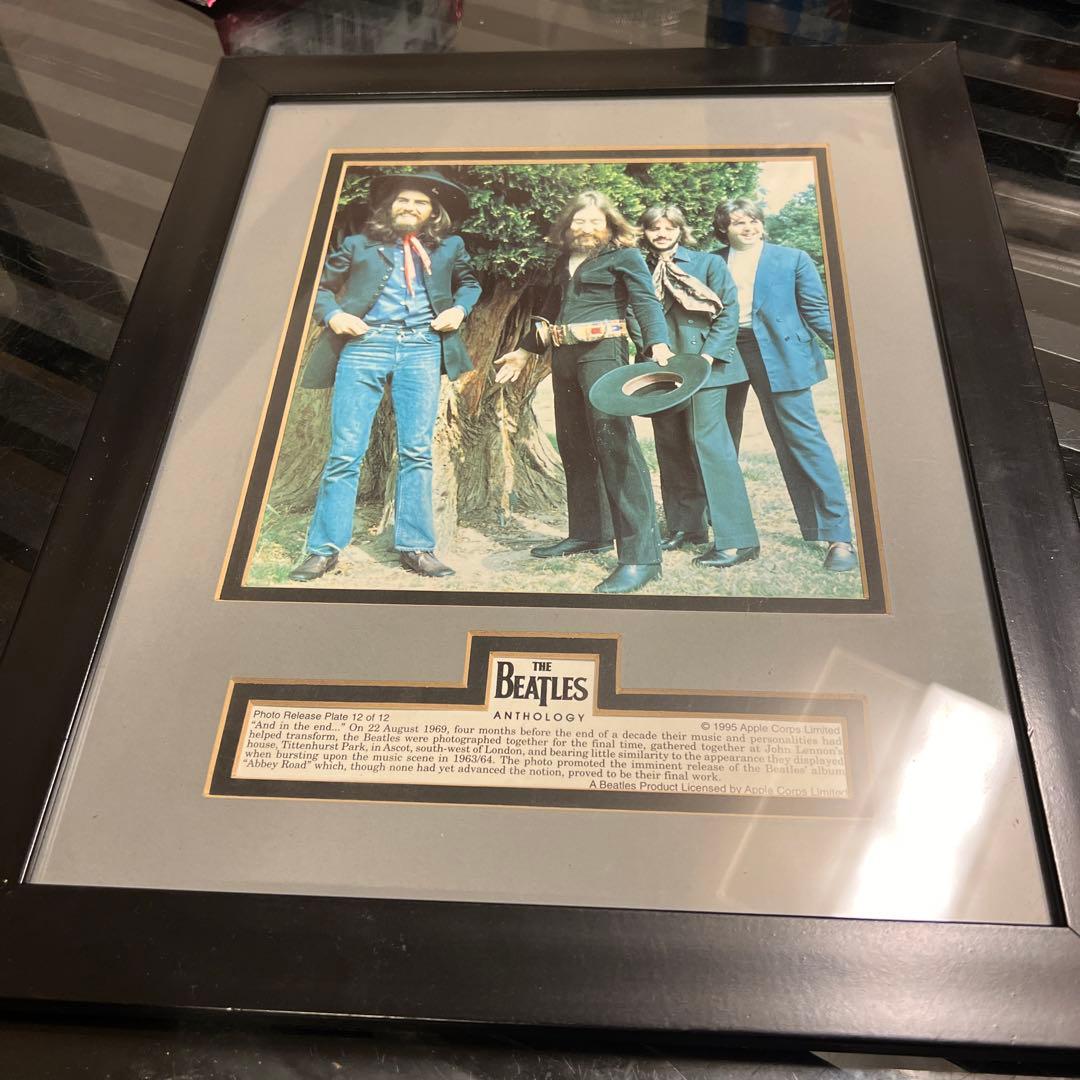 THE
BEATLES
ANTHOLOGY
Photo Release Plate 12 of 12
© 1995 Apple Corps Limited
"And in the end..." On 22 August 1969, four months before the end of a decade their music and personalities had
helped transform, the Beatles were photographed together for the final time, gathered together at John Lennon's
house, Tittenhurst Park, in Ascot, south-west of London, and bearing little similarity to the appearance they displayed
when bursting upon the music scene in 1963/64. The photo promoted the imminent release of the Beatles' album
"Abbey Road" which, though none had yet advanced the notion, proved to be their final work.
A Beatles Product Licensed by Apple Corps Limited